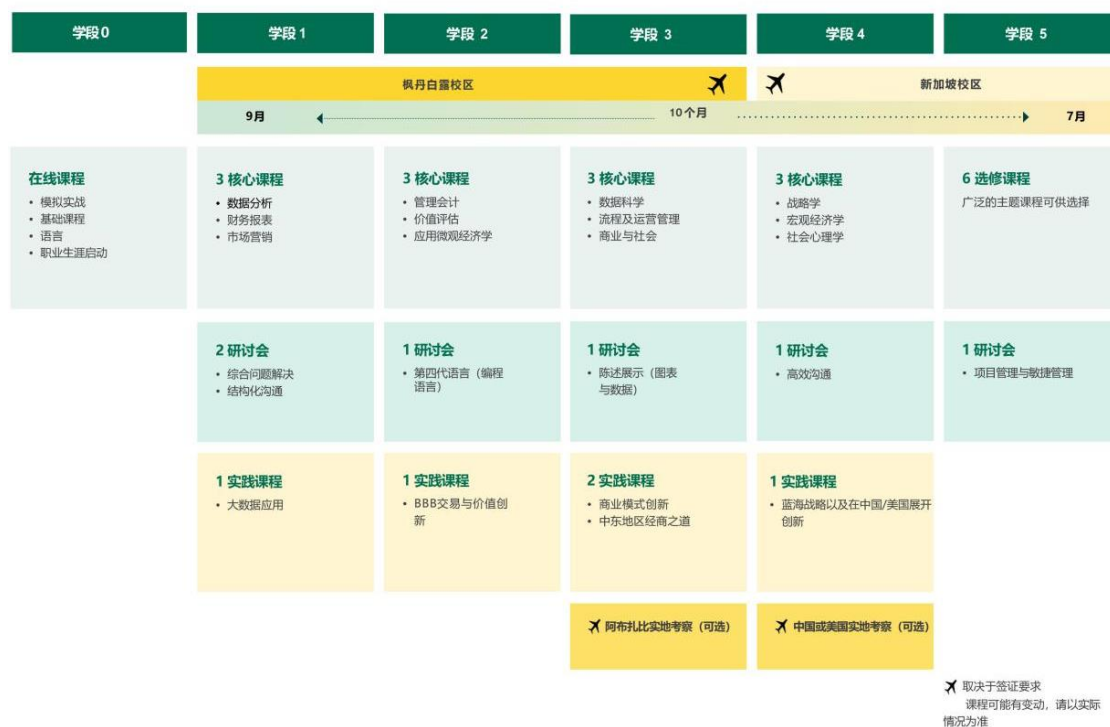 学段 0
学段 1
学段 2
学段 3
学段 4
学段 5
枫丹白露校区
新加坡校区
9月
10个月
7月
在线课程
• 模拟实战
• 基础课程
• 语言
• 职业生涯启动
3 核心课程
• 数据分析
• 财务报表
• 市场营销
3 核心课程
• 管理会计
• 价值评估
• 应用微观经济学
3 核心课程
• 数据科学
• 流程及运营管理
• 商业与社会
3 核心课程
• 战略学
• 宏观经济学
• 社会心理学
6 选修课程
广泛的主题课程可供选择
2 研讨会
• 综合问题解决
• 结构化沟通
1 研讨会
• 第四代语言（编程
语言）
1 研讨会
• 陈述展示（图表
与数据）
1 研讨会
• 高效沟通
1 研讨会
• 项目管理与敏捷管理
1 实践课程
• 大数据应用
1 实践课程
• BBB交易与价值创
新
2 实践课程
• 商业模式创新
• 中东地区经商之道
1 实践课程
• 蓝海战略以及在中国/美国展开
创新
阿布扎比实地考察（可选）
中国或美国实地考察（可选）
取决于签证要求
课程可能有变动，请以实际
情况为准